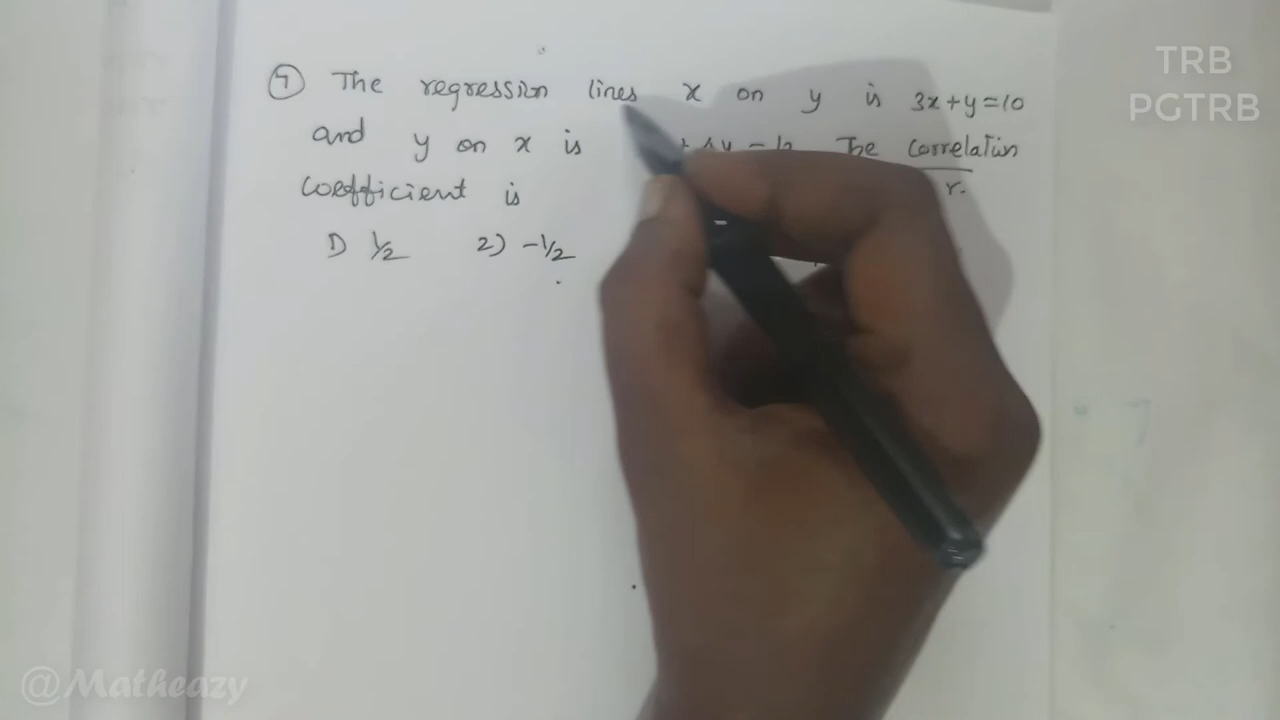 7 The regression lines x on y is 3x+y=10
and y on x is The correlation
coefficient is r.
1) 1/2 2) -1/2
TRB
PGTRB
@Matheazy